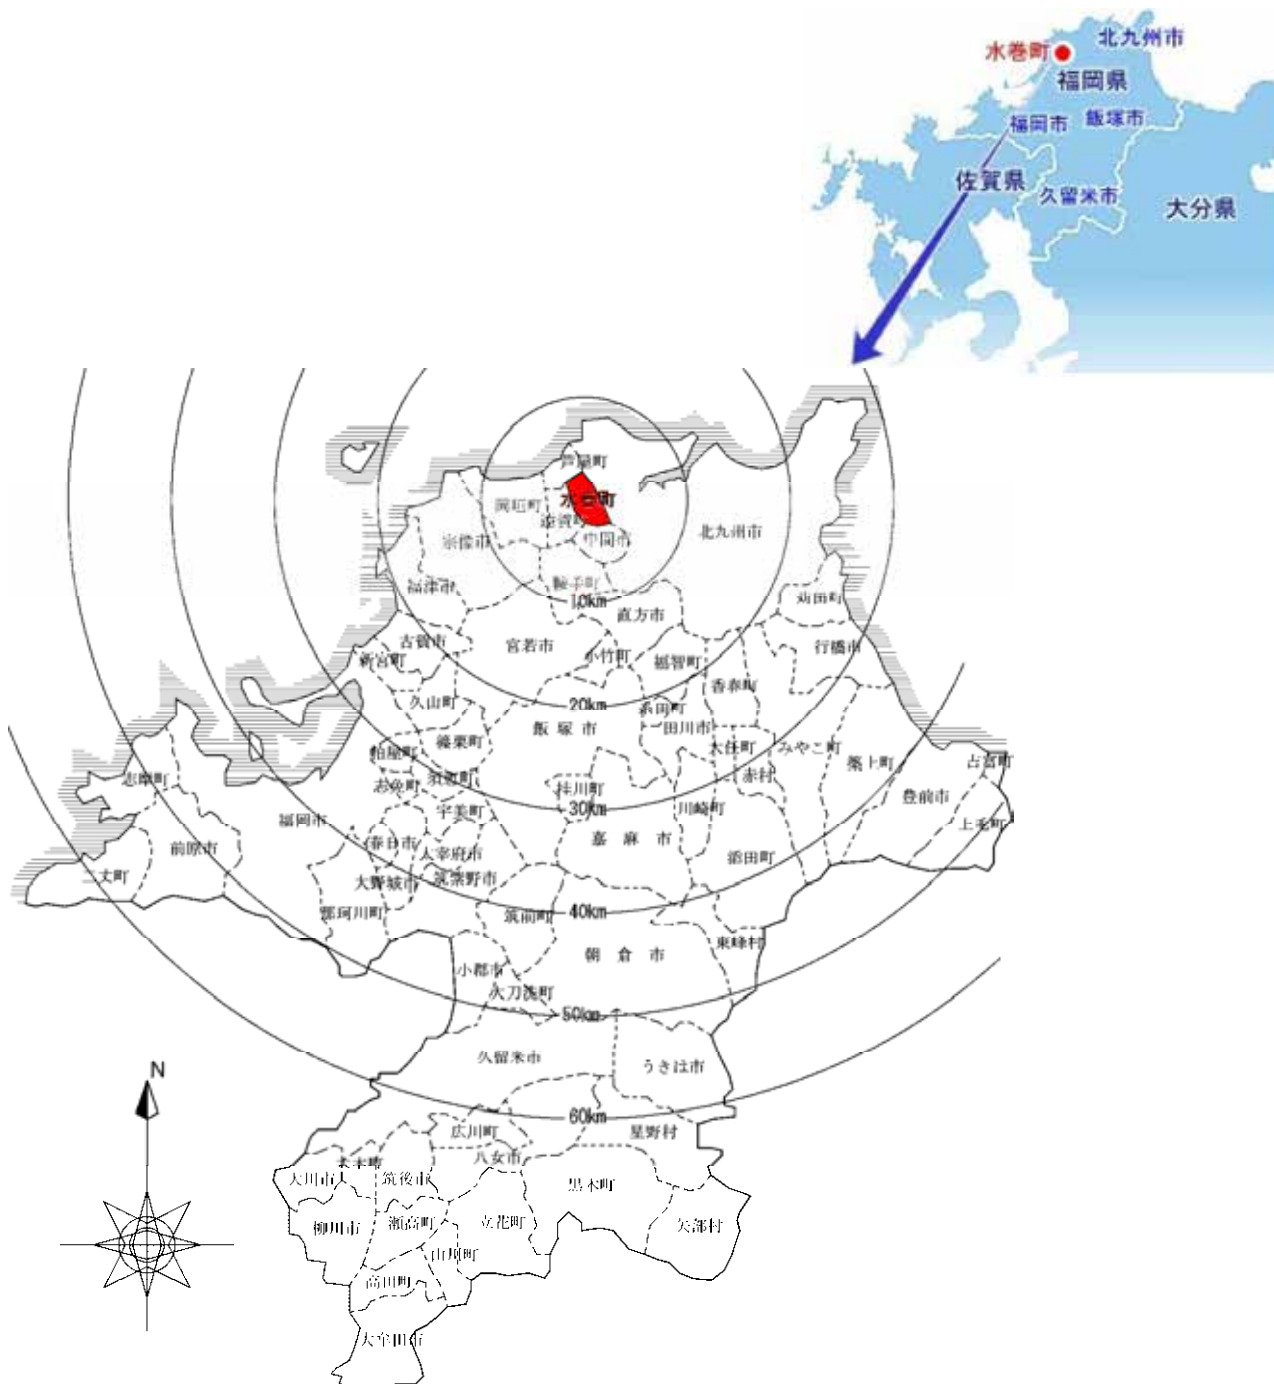 北九州市
水巻町
福岡県
福岡市
飯塚市
佐賀県
久留米市
大分県
芦屋町
水巻町
岡垣町
遠賀町
中間市
北九州市
宗像市
鞍手町
福津市
10km
苅田町
直方市
古賀市
宮若市
行橋市
小竹町
新宮町
福智町
香春町
久山町
20km
糸田町
飯塚市
田川市
篠栗町
粕屋町
大任町
みやこ町
築上町
吉富町
志摩町
志免町
須恵町
桂川町
赤村
豊前市
30km
宇美町
川崎町
福岡市
上毛町
春日市
嘉麻市
前原市
太宰府市
添田町
二丈町
大野城市
筑紫野市
那珂川町
筑前町
40km
東峰村
朝倉市
小郡市
大刀洗町
50km
久留米市
うきは市
N
60km
広川町
星野村
八女市
大木町
大川市
筑後市
黒木町
柳川市
瀬高町
立花町
矢部村
山川町
高田町
大牟田市